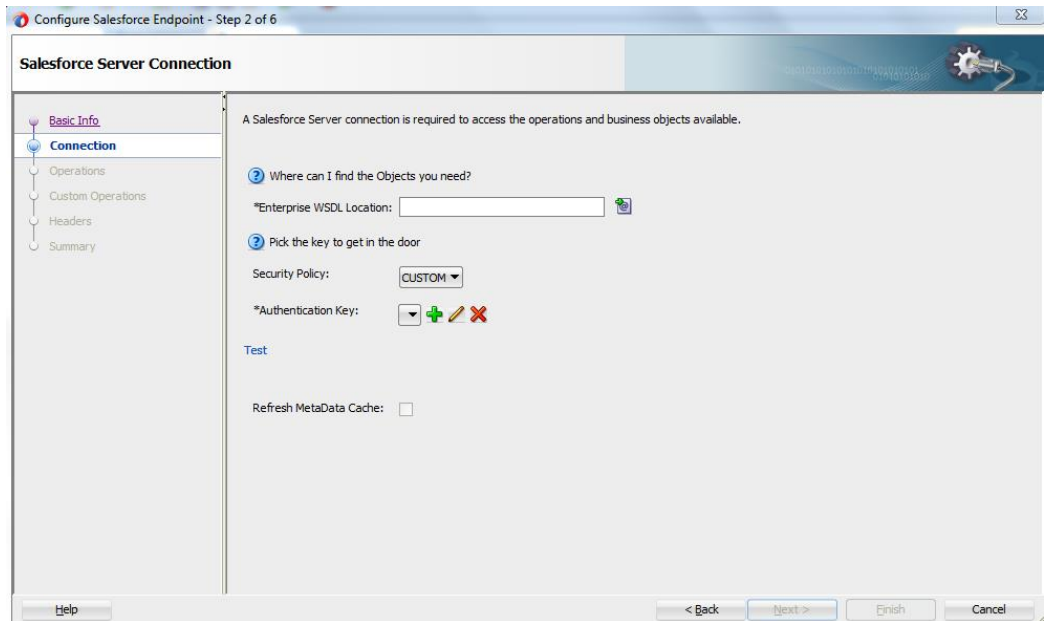 Configure Salesforce Endpoint - Step 2 of 6
Salesforce Server Connection
Basic Info
Connection
Operations
Custom Operations
Headers
Summary
A Salesforce Server connection is required to access the operations and business objects available.
Where can I find the Objects you need?
*Enterprise WSDL Location:
Pick the key to get in the door
Security Policy:
CUSTOM
*Authentication Key:
Test
Refresh MetaData Cache:
Help
< Back
Next >
Finish
Cancel